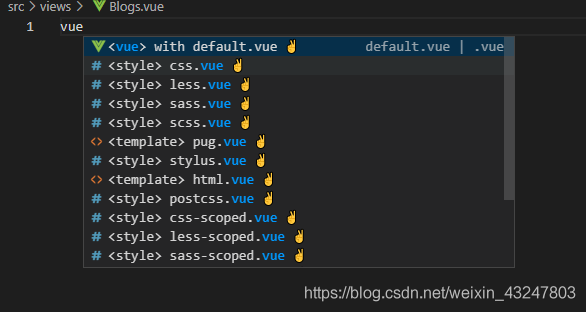 src > views > Blogs.vue
1 vue
<vue> with default.vue ✌ default.vue | .vue
# <style> css.vue ✌
# <style> less.vue ✌
# <style> sass.vue ✌
# <style> scss.vue ✌
<> <template> pug.vue ✌
# <style> stylus.vue ✌
<> <template> html.vue ✌
# <style> postcss.vue ✌
# <style> css-scoped.vue ✌
# <style> less-scoped.vue ✌
# <style> sass-scoped.vue ✌
https://blog.csdn.net/weixin_43247803